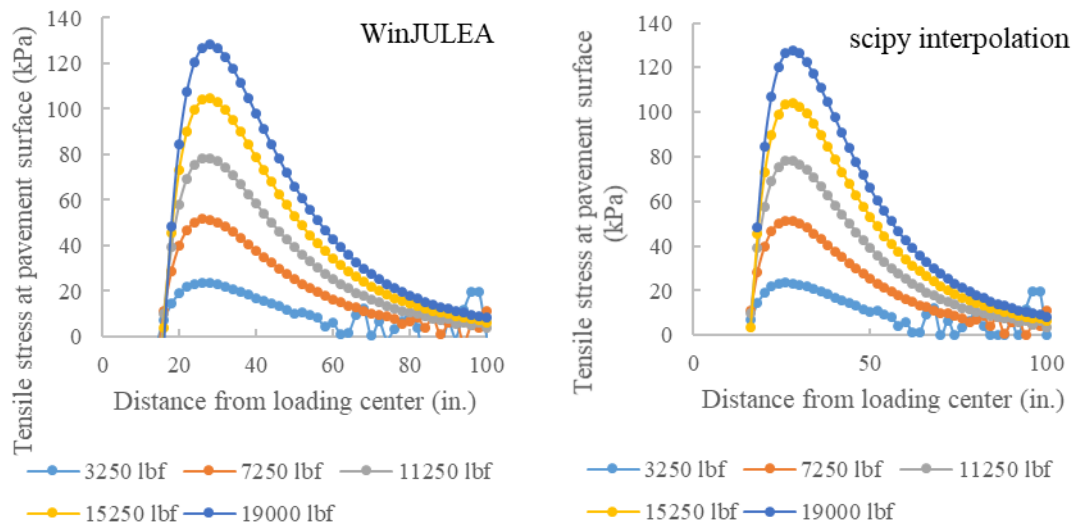 WinJULEA
Tensile stress at pavement surface (kPa)
140
120
100
80
60
40
20
0
0 20 40 60 80 100
Distance from loading center (in.)
3250 lbf 7250 lbf 11250 lbf
15250 lbf 19000 lbf
scipy interpolation
Tensile stress at pavement surface
(kPa)
140
120
100
80
60
40
20
0
0 50 100
Distance from loading center (in.)
3250 lbf 7250 lbf 11250 lbf
15250 lbf 19000 lbf